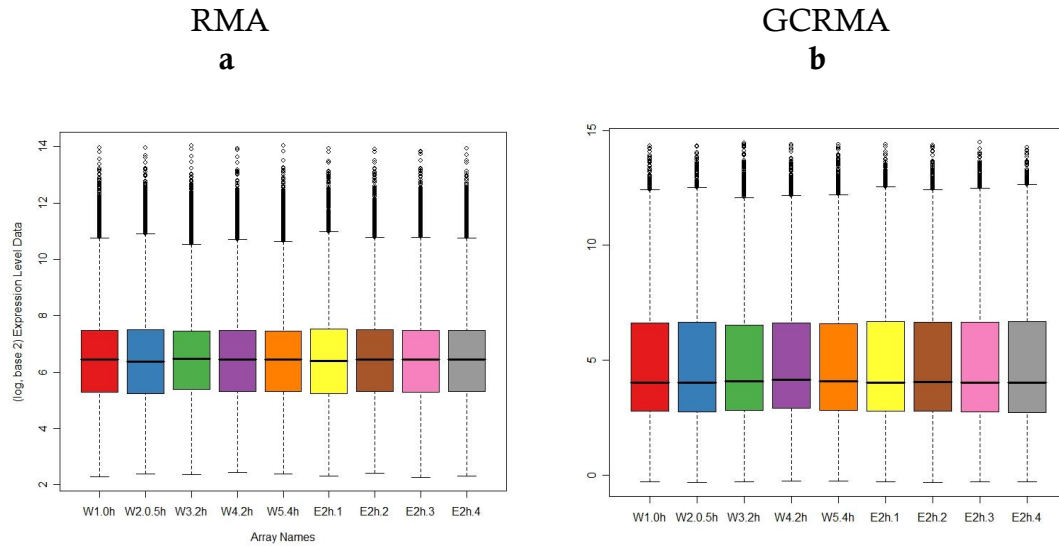 RMA
a
(log, base 2) Expression Level Data
14
12
10
8
6
4
2
W1.0h W2.0.5h W3.2h W4.2h W5.4h E2h.1 E2h.2 E2h.3 E2h.4
Array Names
GCRMA
b
15
10
5
0
W1.0h W2.0.5h W3.2h W4.2h W5.4h E2h.1 E2h.2 E2h.3 E2h.4